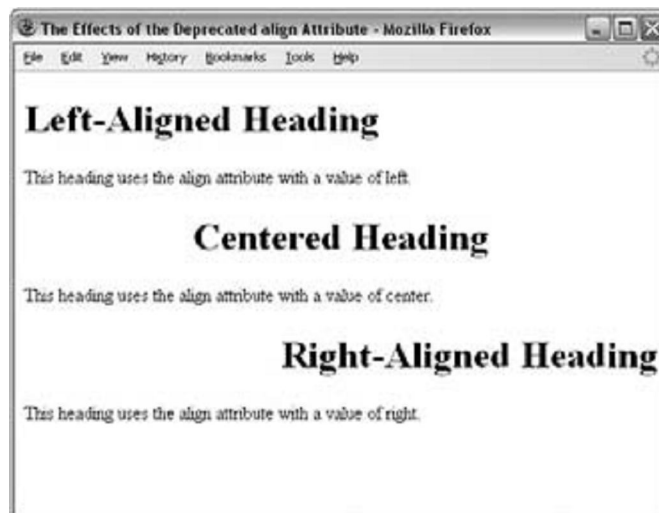 The Effects of the Deprecated align Attribute - Mozilla Firefox
File Edit View History Bookmarks Tools Help
Left-Aligned Heading
This heading uses the align attribute with a value of left.
Centered Heading
This heading uses the align attribute with a value of center.
Right-Aligned Heading
This heading uses the align attribute with a value of right.